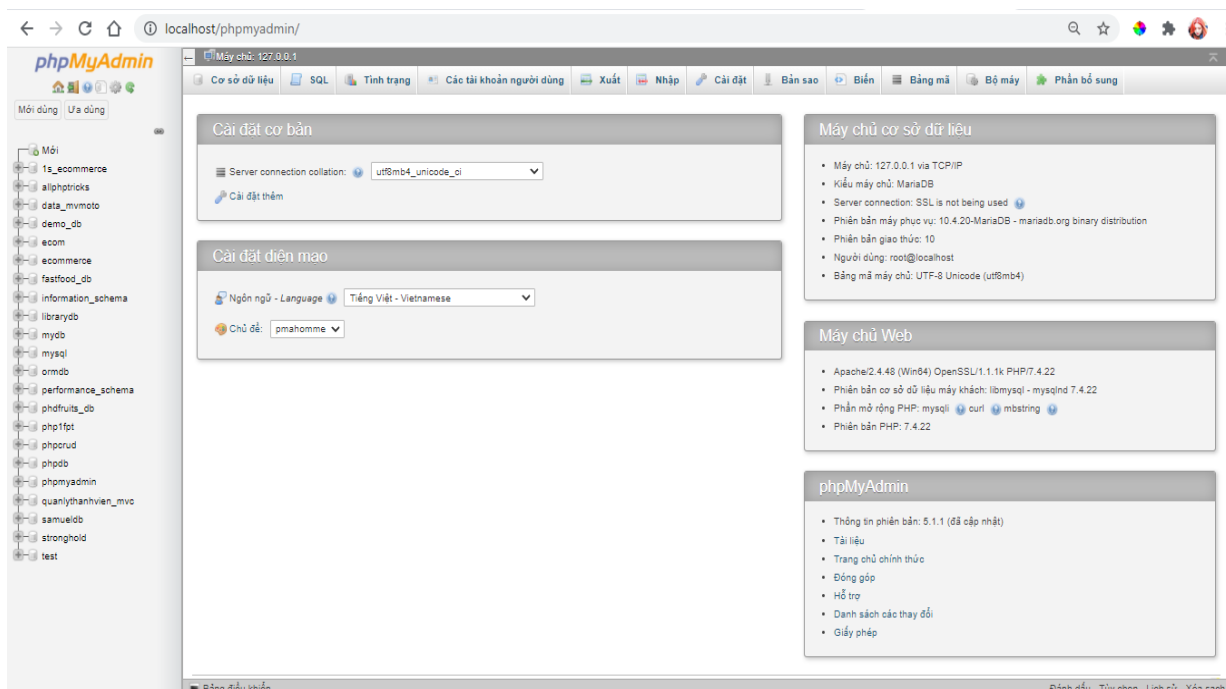 localhost/phpmyadmin/
phpMyAdmin
Mới dùng Ưa dùng
Mới
1s_ecommerce
allphptricks
data_mvmoto
demo_db
ecom
ecommerce
fastfood_db
information_schema
librarydb
mydb
mysql
ormdb
performance_schema
phdfruits_db
php1fpt
phpcrud
phpdb
phpmyadmin
quanlythanhvien_mvc
samueldb
stronghold
test
Máy chủ: 127.0.0.1
Cơ sở dữ liệu SQL Tình trạng Các tài khoản người dùng Xuất Nhập Cài đặt Bản sao Biến Bảng mã Bộ máy Phần bổ sung
Cài đặt cơ bản
Server connection collation: utf8mb4_unicode_ci
Cài đặt thêm
Cài đặt diện mạo
Ngôn ngữ - Language Tiếng Việt - Vietnamese
Chủ đề: pmahomme
Máy chủ cơ sở dữ liệu
• Máy chủ: 127.0.0.1 via TCP/IP
• Kiểu máy chủ: MariaDB
• Server connection: SSL is not being used
• Phiên bản máy phục vụ: 10.4.20-MariaDB - mariadb.org binary distribution
• Phiên bản giao thức: 10
• Người dùng: root@localhost
• Bảng mã máy chủ: UTF-8 Unicode (utf8mb4)
Máy chủ Web
• Apache/2.4.48 (Win64) OpenSSL/1.1.1k PHP/7.4.22
• Phiên bản cơ sở dữ liệu máy khách: libmysql - mysqlnd 7.4.22
• Phần mở rộng PHP: mysqli curl mbstring
• Phiên bản PHP: 7.4.22
phpMyAdmin
• Thông tin phiên bản: 5.1.1 (đã cập nhật)
• Tài liệu
• Trang chủ chính thức
• Đóng góp
• Hỗ trợ
• Danh sách các thay đổi
• Giấy phép
Bảng điều khiển
Đánh dấu Tùy chọn Lịch sử Xóa sạch